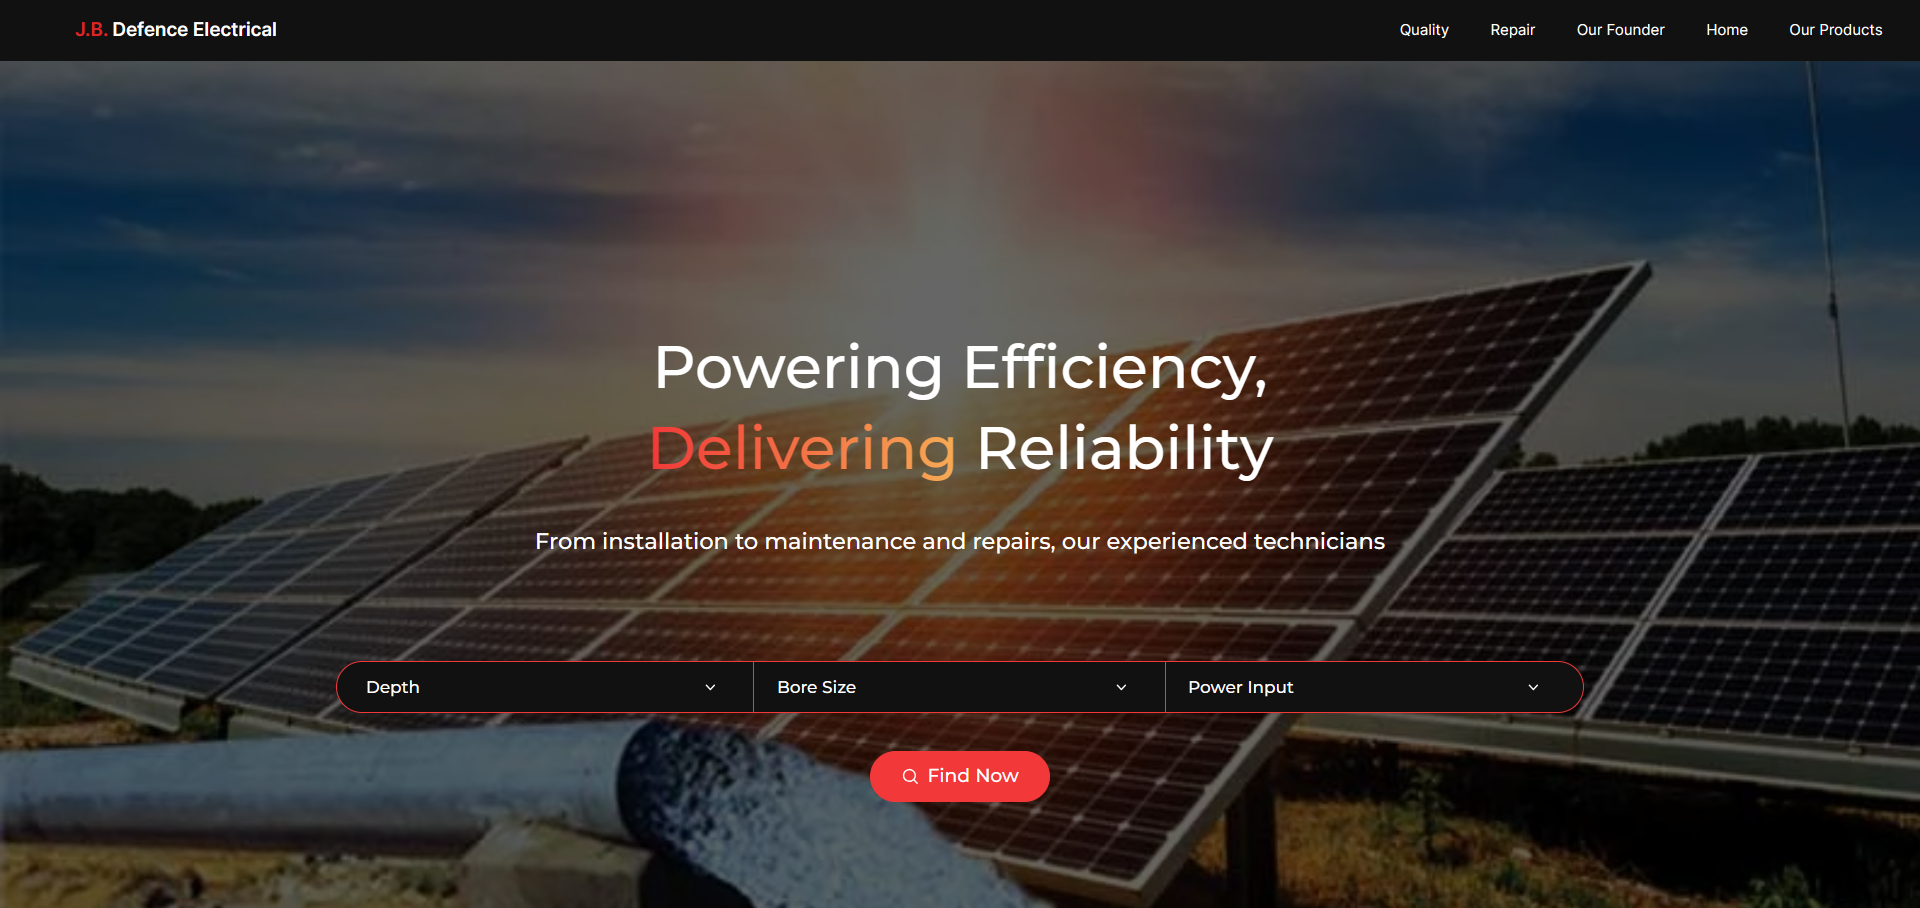 J.B. Defence Electrical
Quality
Repair
Our Founder
Home
Our Products
Powering Efficiency,
Delivering Reliability
From installation to maintenance and repairs, our experienced technicians
Depth
Bore Size
Power Input
Find Now